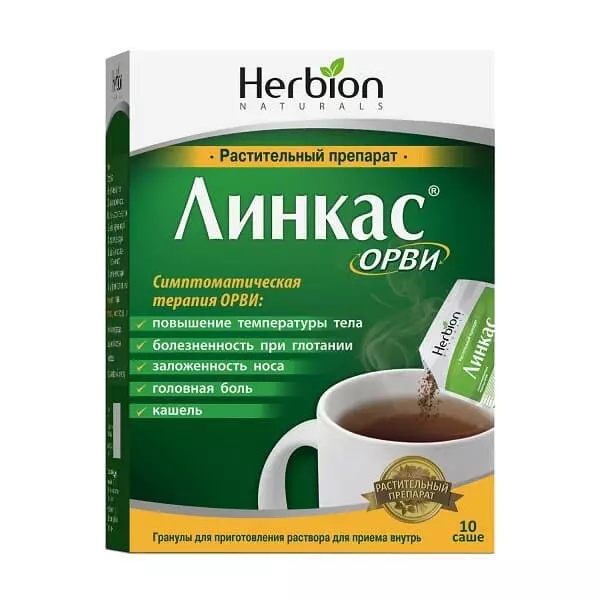 Herbion
NATURALS
• Растительный препарат •
Линкас®
ОРВИ
Симптоматическая
терапия ОРВИ:
✓ повышение температуры тела
✓ болезненность при глотании
✓ заложенность носа
✓ головная боль
✓ кашель
Herbion
Линкас
РАСТИТЕЛЬНЫЙ
ПРЕПАРАТ
Гранулы для приготовления раствора для приема внутрь
10
саше